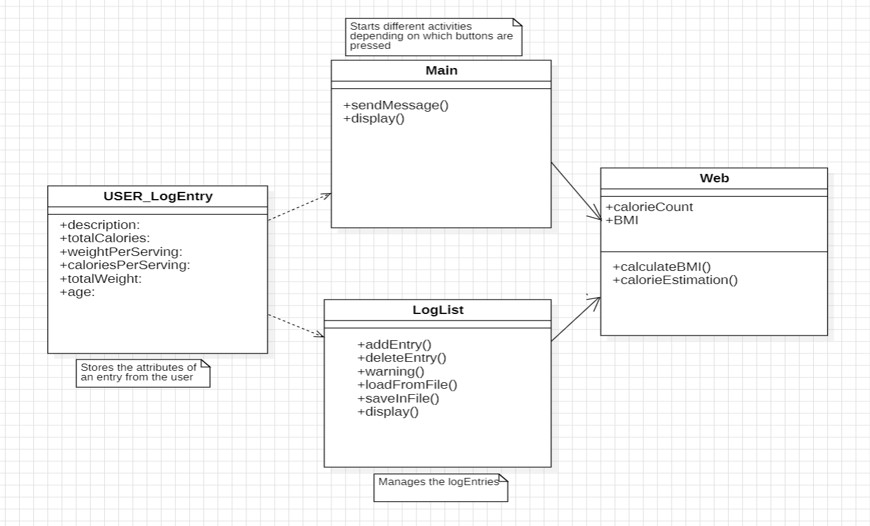 Starts different activities
depending on which buttons are
pressed
Main
+sendMessage()
+display()
USER_LogEntry
+description:
+totalCalories:
+weightPerServing:
+caloriesPerServing:
+totalWeight:
+age:
Stores the attributes of
an entry from the user
LogList
+addEntry()
+deleteEntry()
+warning()
+loadFromFile()
+saveInFile()
+display()
Manages the logEntries
Web
+calorieCount
+BMI
+calculateBMI()
+calorieEstimation()